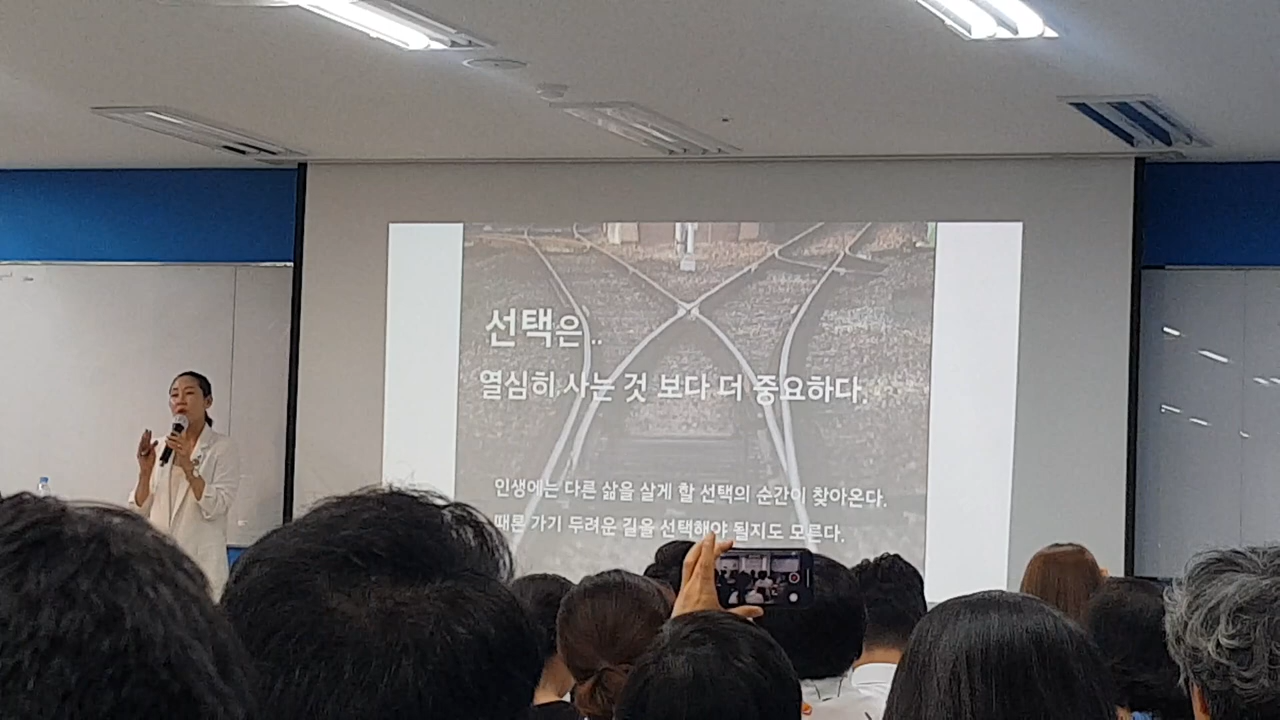 선택은..
열심히 사는 것 보다 더 중요하다.
인생에는 다른 삶을 살게 할 선택의 순간이 찾아온다.
때론 가기 두려운 길을 선택해야 될지도 모른다.